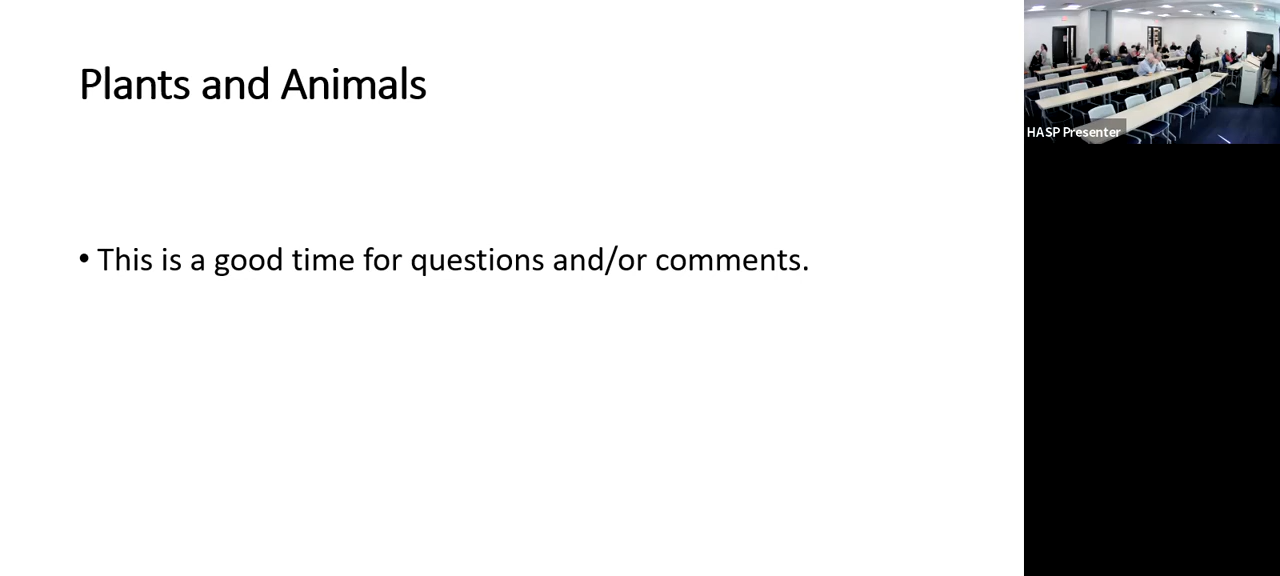 Plants and Animals
• This is a good time for questions and/or comments.
HASP Presenter